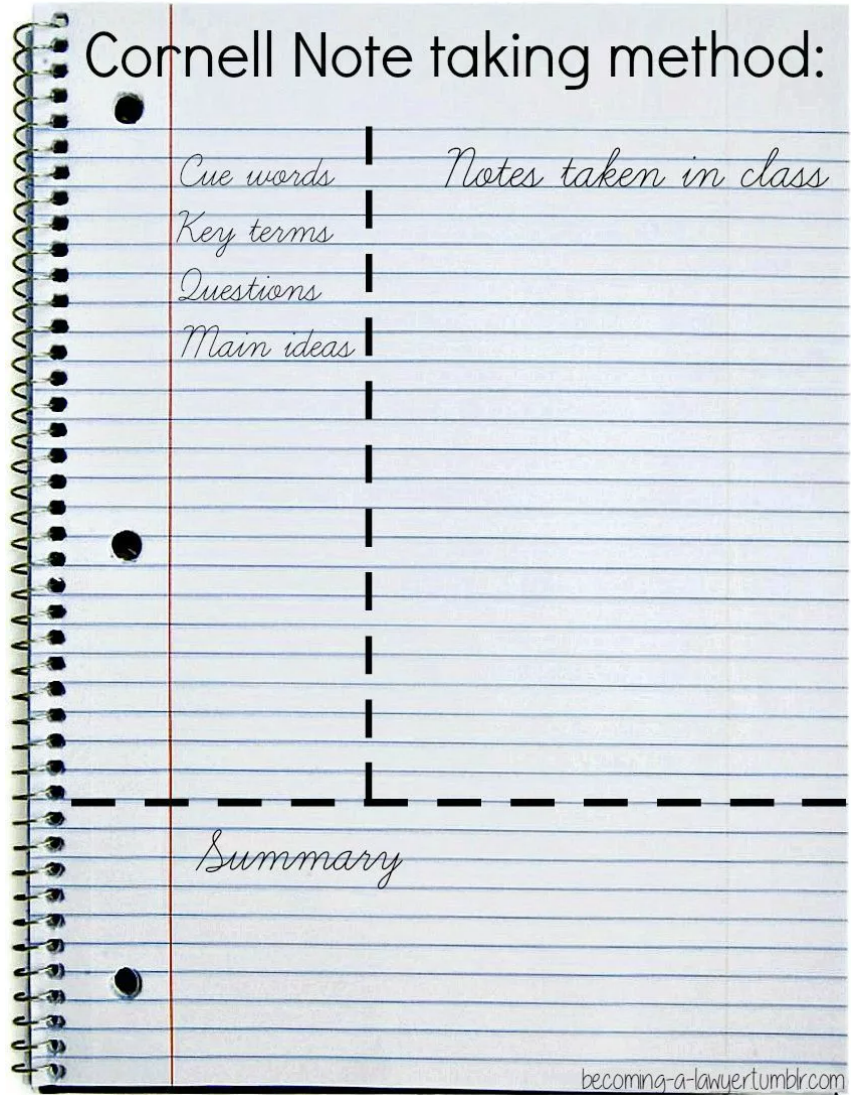 Cornell Note taking method:
Cue words
Key terms
Questions
Main ideas
Notes taken in class
Summary
becoming-a-lawyer.tumblr.com